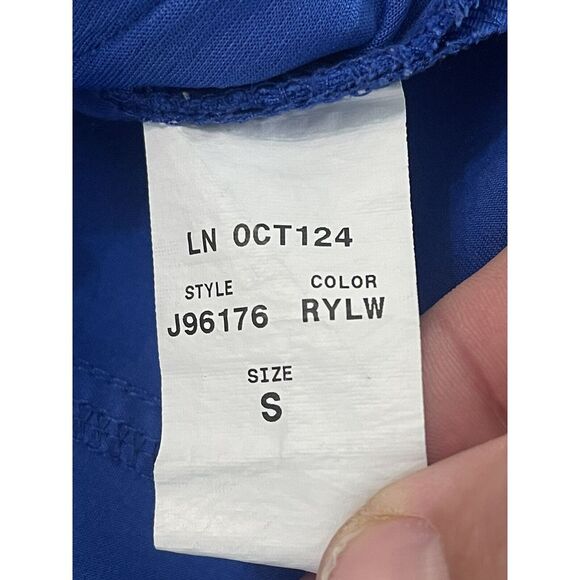 LN OCT124
STYLE COLOR
J96176 RYLW
SIZE
S